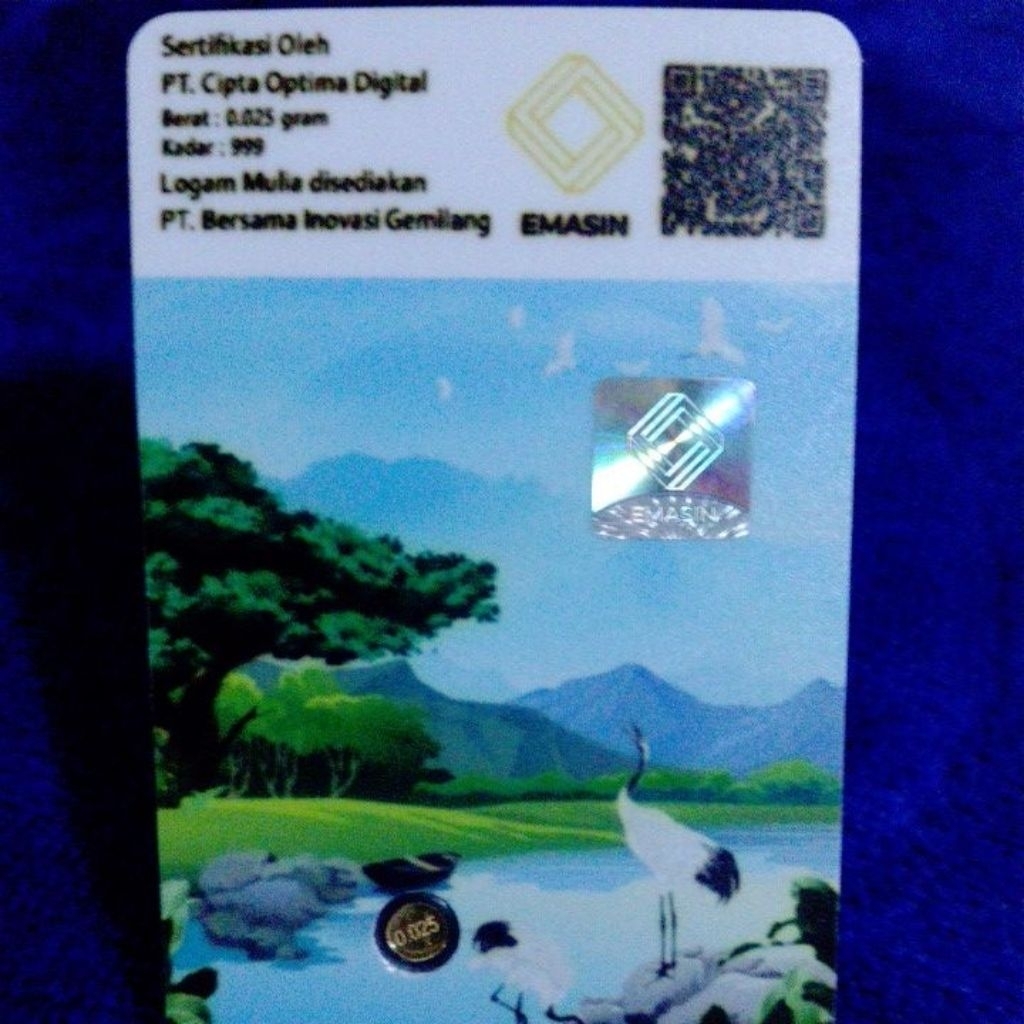 Sertifikasi Oleh
PT. Cipta Optima Digital
Berat : 0.025 gram
Kadar : 999
Logam Mulia disediakan
PT. Bersama Inovasi Gemilang
EMASIN
EMASIN
0.025